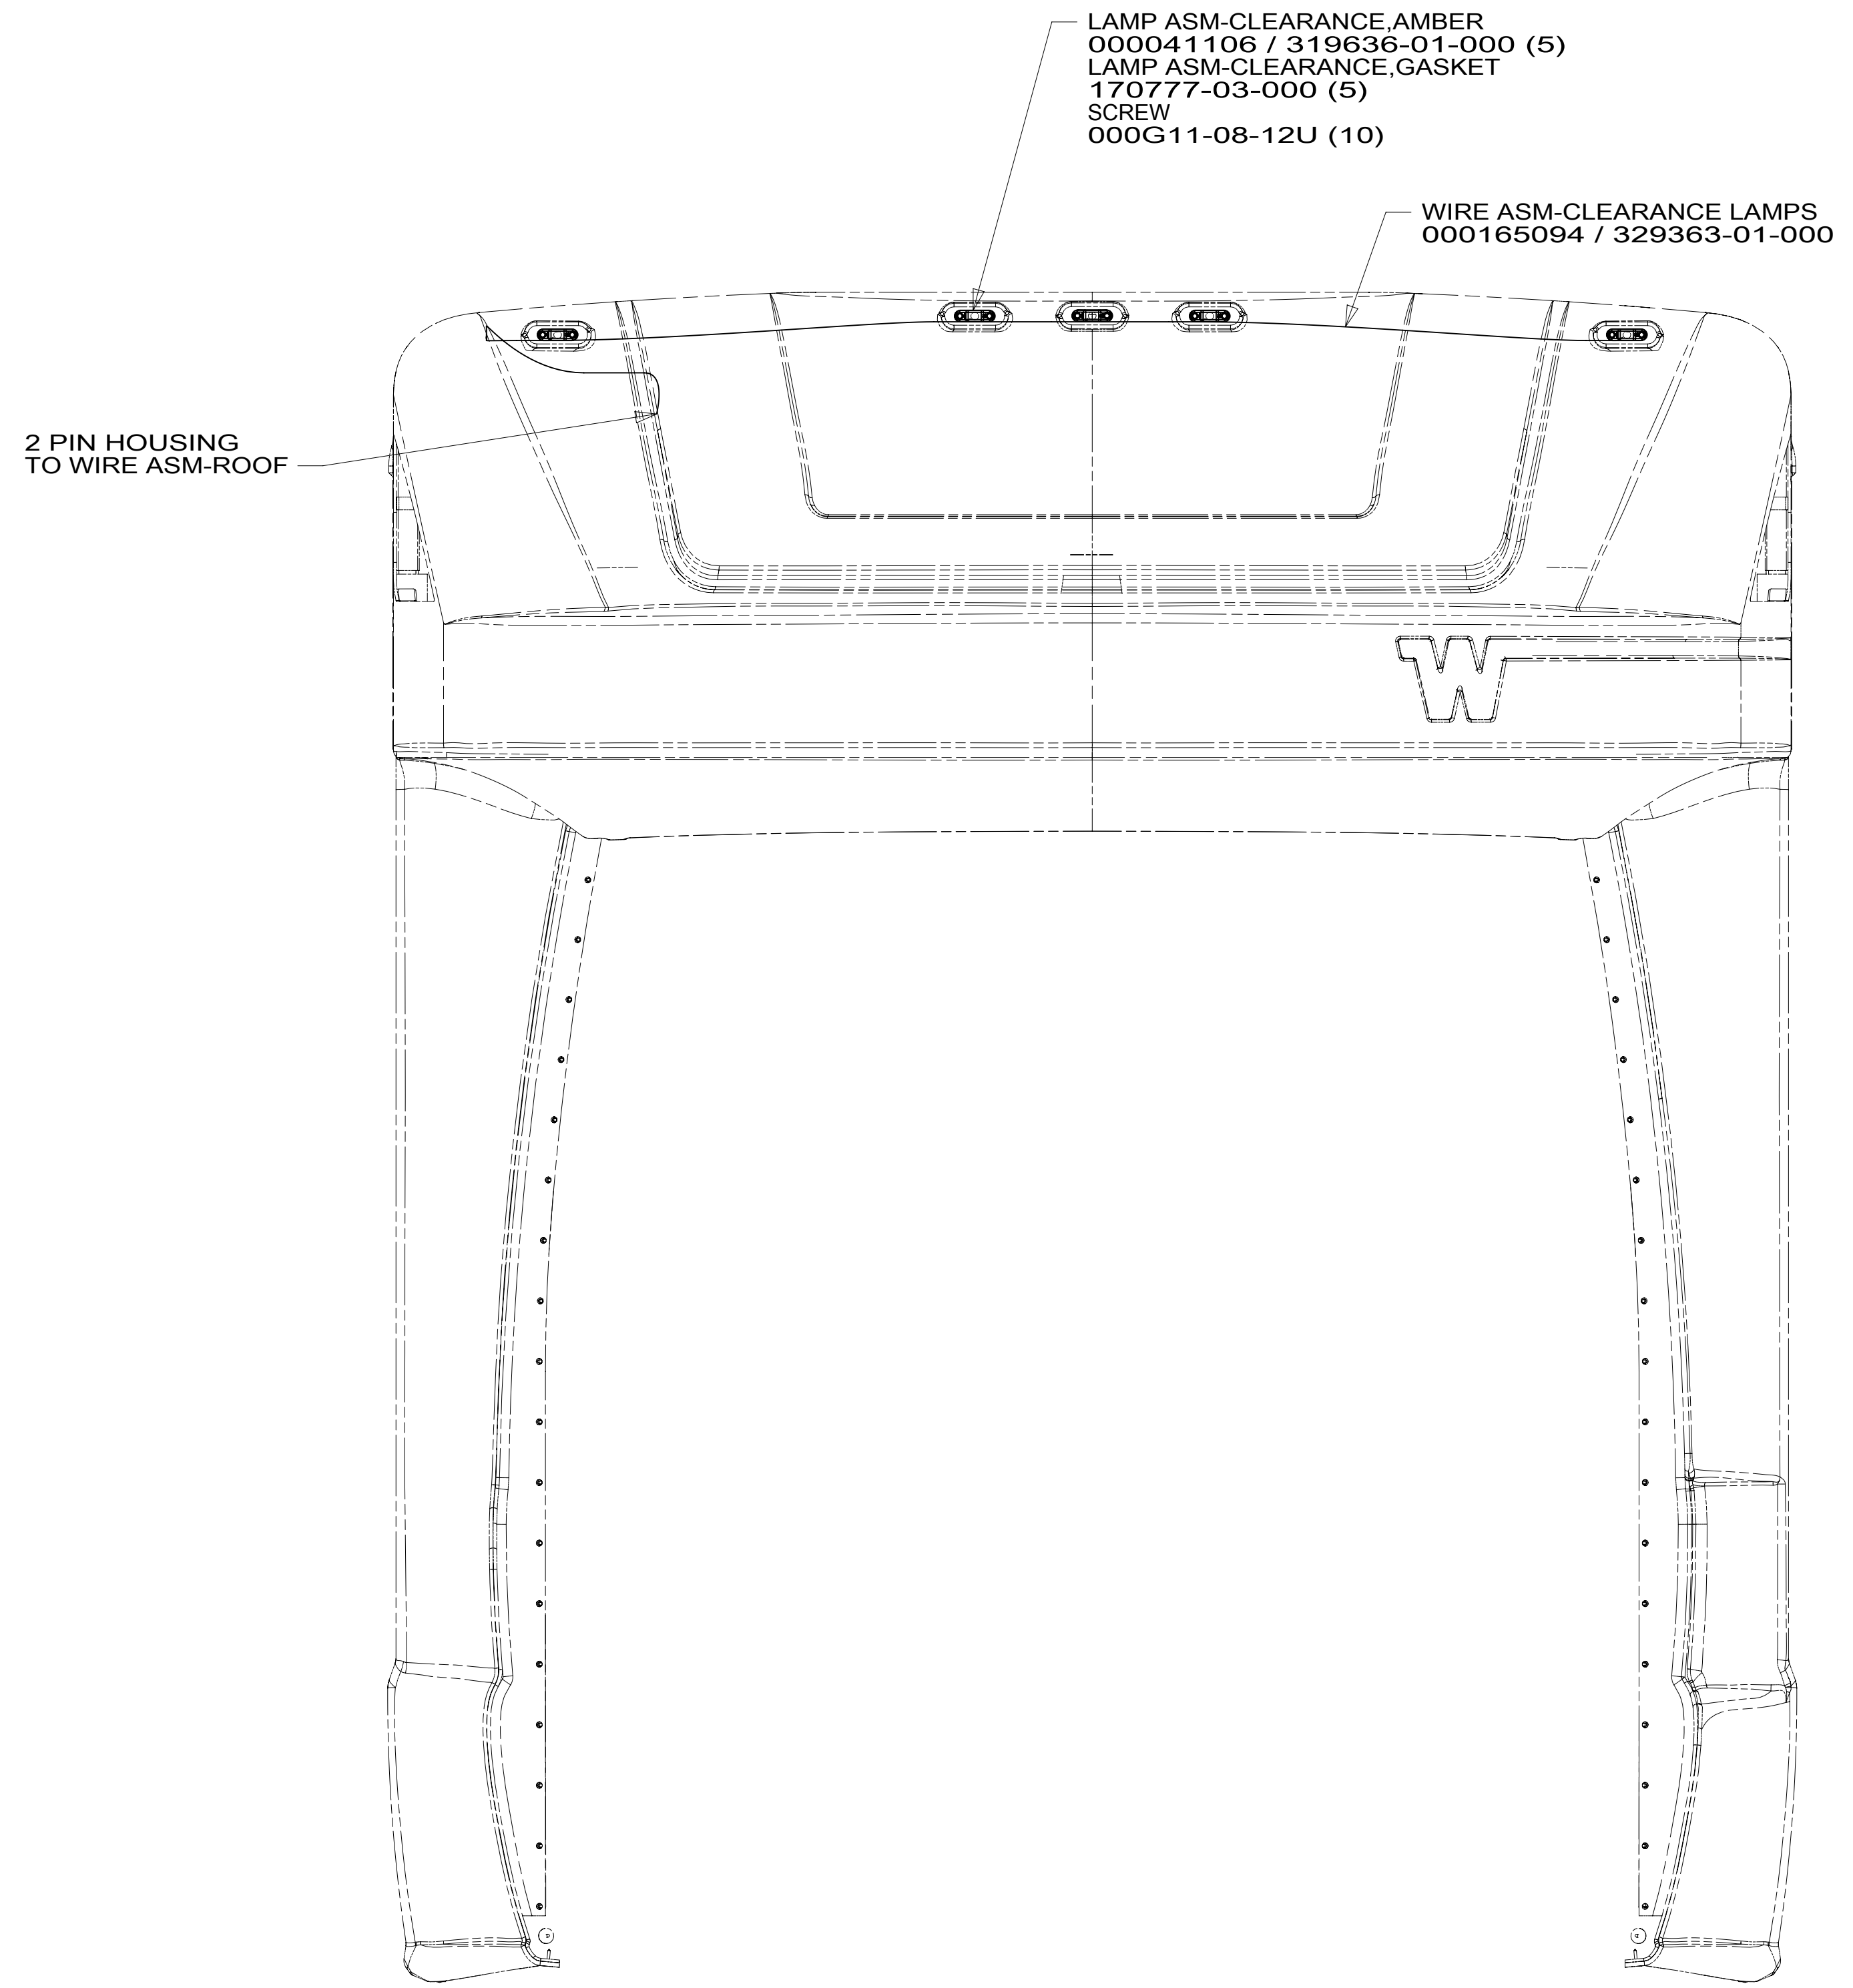 LAMP ASM-CLEARANCE,AMBER
000041106 / 319636-01-000 (5)
LAMP ASM-CLEARANCE,GASKET
170777-03-000 (5)
SCREW
000G11-08-12U (10)
WIRE ASM-CLEARANCE LAMPS
000165094 / 329363-01-000
2 PIN HOUSING
TO WIRE ASM-ROOF
W